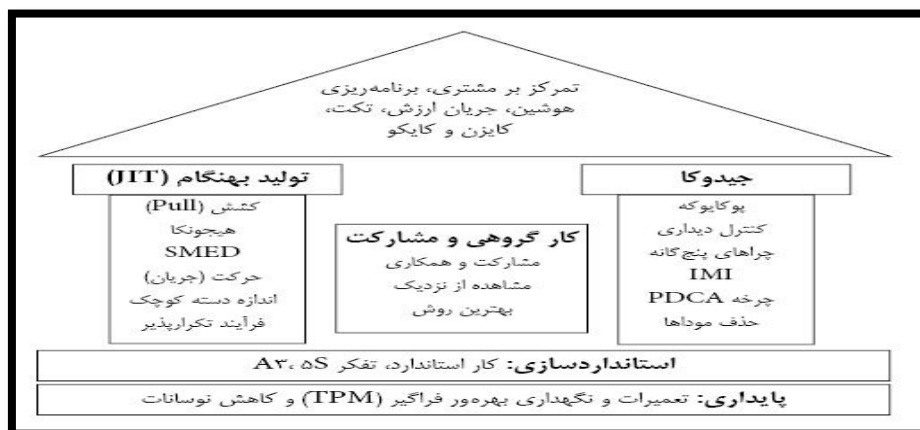 تمرکز بر مشتری، برنامه‌ریزی
هوشین، جریان ارزش، تکت،
کایزن و کایکو
جیدوکا
پوکایوکه
کنترل دیداری
چراهای پنج‌گانه
IMI
چرخه PDCA
حذف موداها
کار گروهی و مشارکت
مشارکت و همکاری
مشاهده از نزدیک
بهترین روش
تولید بهنگام (JIT)
کشش (Pull)
هیجونکا
SMED
حرکت (جریان)
اندازه دسته کوچک
فرآیند تکرارپذیر
استانداردسازی: کار استاندارد، تفکر A۳، ۵S
پایداری: تعمیرات و نگهداری بهره‌ور فراگیر (TPM) و کاهش نوسانات